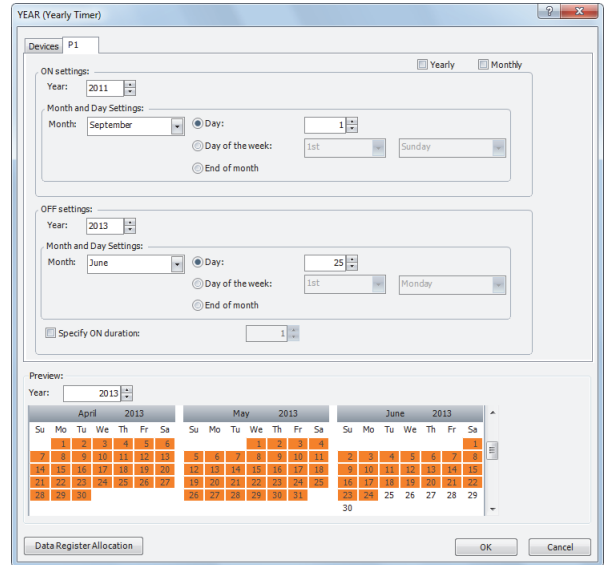 YEAR (Yearly Timer)
Devices P1
Yearly Monthly
ON settings:
Year: 2011
Month and Day Settings:
Month: September Day: 1
Day of the week: 1st Sunday
End of month
OFF settings:
Year: 2013
Month and Day Settings:
Month: June Day: 25
Day of the week: 1st Monday
End of month
Specify ON duration: 1
Preview:
Year: 2013
April 2013 May 2013 June 2013
Su Mo Tu We Th Fr Sa Su Mo Tu We Th Fr Sa Su Mo Tu We Th Fr Sa
1 2 3 4 5 6 1 2 3 4 1
7 8 9 10 11 12 13 5 6 7 8 9 10 11 2 3 4 5 6 7 8
14 15 16 17 18 19 20 12 13 14 15 16 17 18 9 10 11 12 13 14 15
21 22 23 24 25 26 27 19 20 21 22 23 24 25 16 17 18 19 20 21 22
28 29 30 26 27 28 29 30 31 23 24 25 26 27 28 29
30
Data Register Allocation OK Cancel